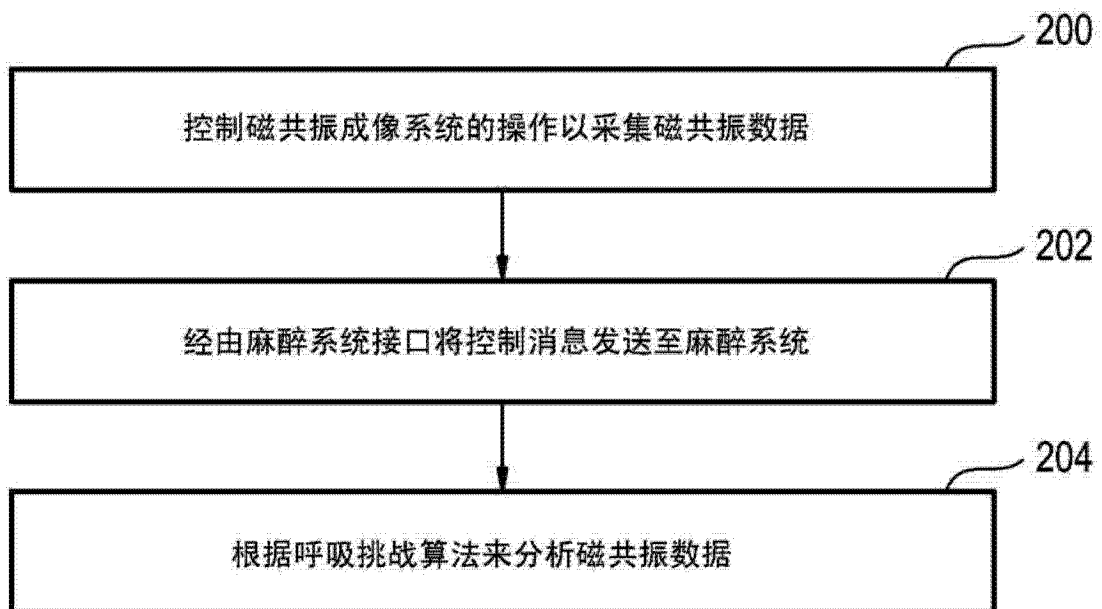 200
控制磁共振成像系统的操作以采集磁共振数据
202
经由麻醉系统接口将控制消息发送至麻醉系统
204
根据呼吸挑战算法来分析磁共振数据